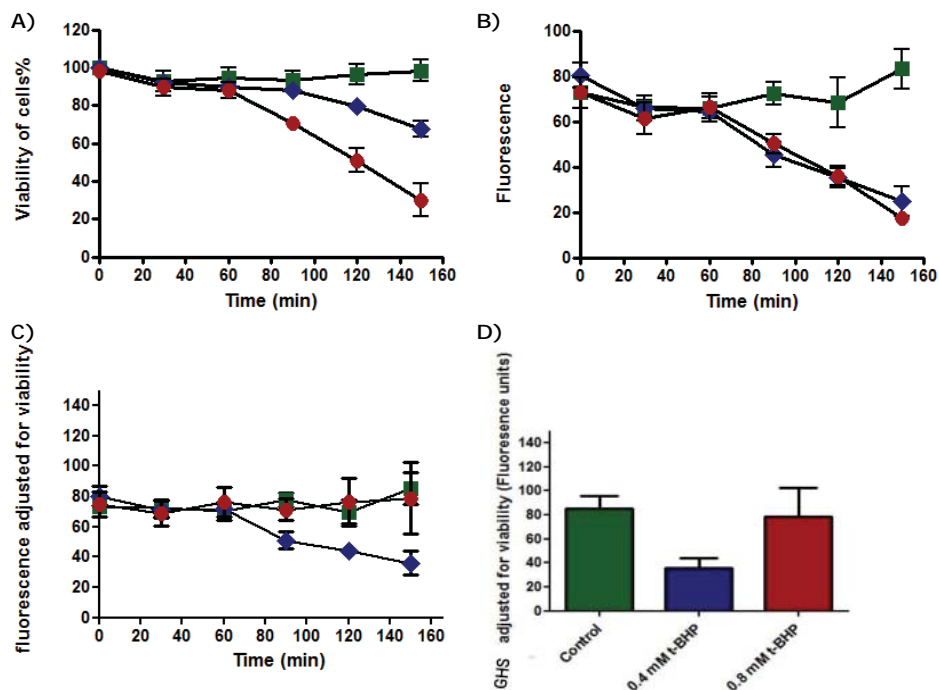 A)
Viability of cells%
120
100
80
60
40
20
0
0 20 40 60 80 100 120 140 160
Time (min)
B)
Fluorescence
100
80
60
40
20
0
0 20 40 60 80 100 120 140 160
Time (min)
C)
fluorescence adjusted for viability
140
120
100
80
60
40
20
0
0 20 40 60 80 100 120 140 160
Time (min)
D)
GHS adjusted for viability (Fluoresence units)
140
120
100
80
60
40
20
0
Control
0.4 mM t-BHP
0.8 mM t-BHP